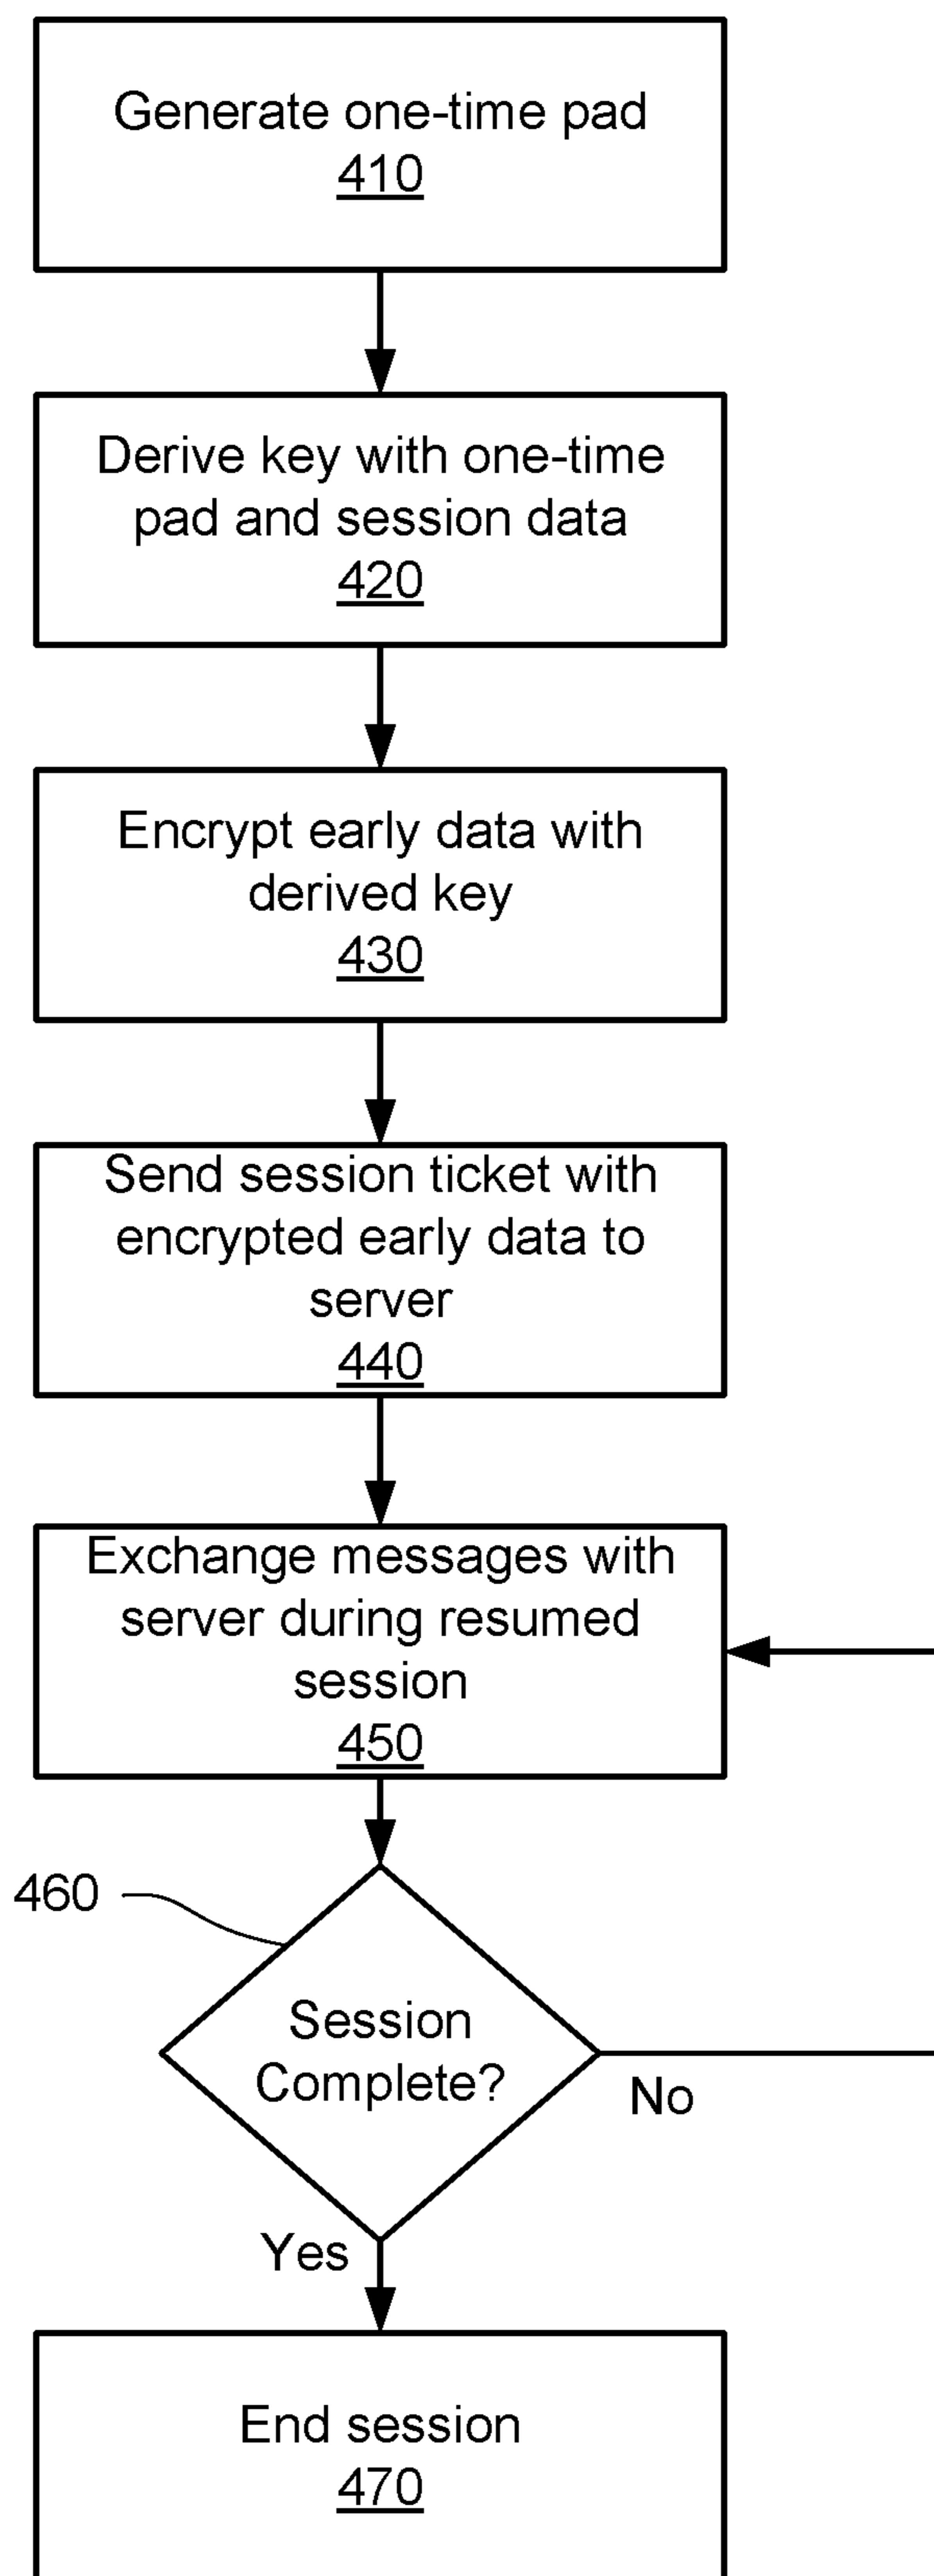 Generate one-time pad
410
Derive key with one-time
pad and session data
420
Encrypt early data with
derived key
430
Send session ticket with
encrypted early data to
server
440
Exchange messages with
server during resumed
session
450
460
Session
Complete?
No
Yes
End session
470